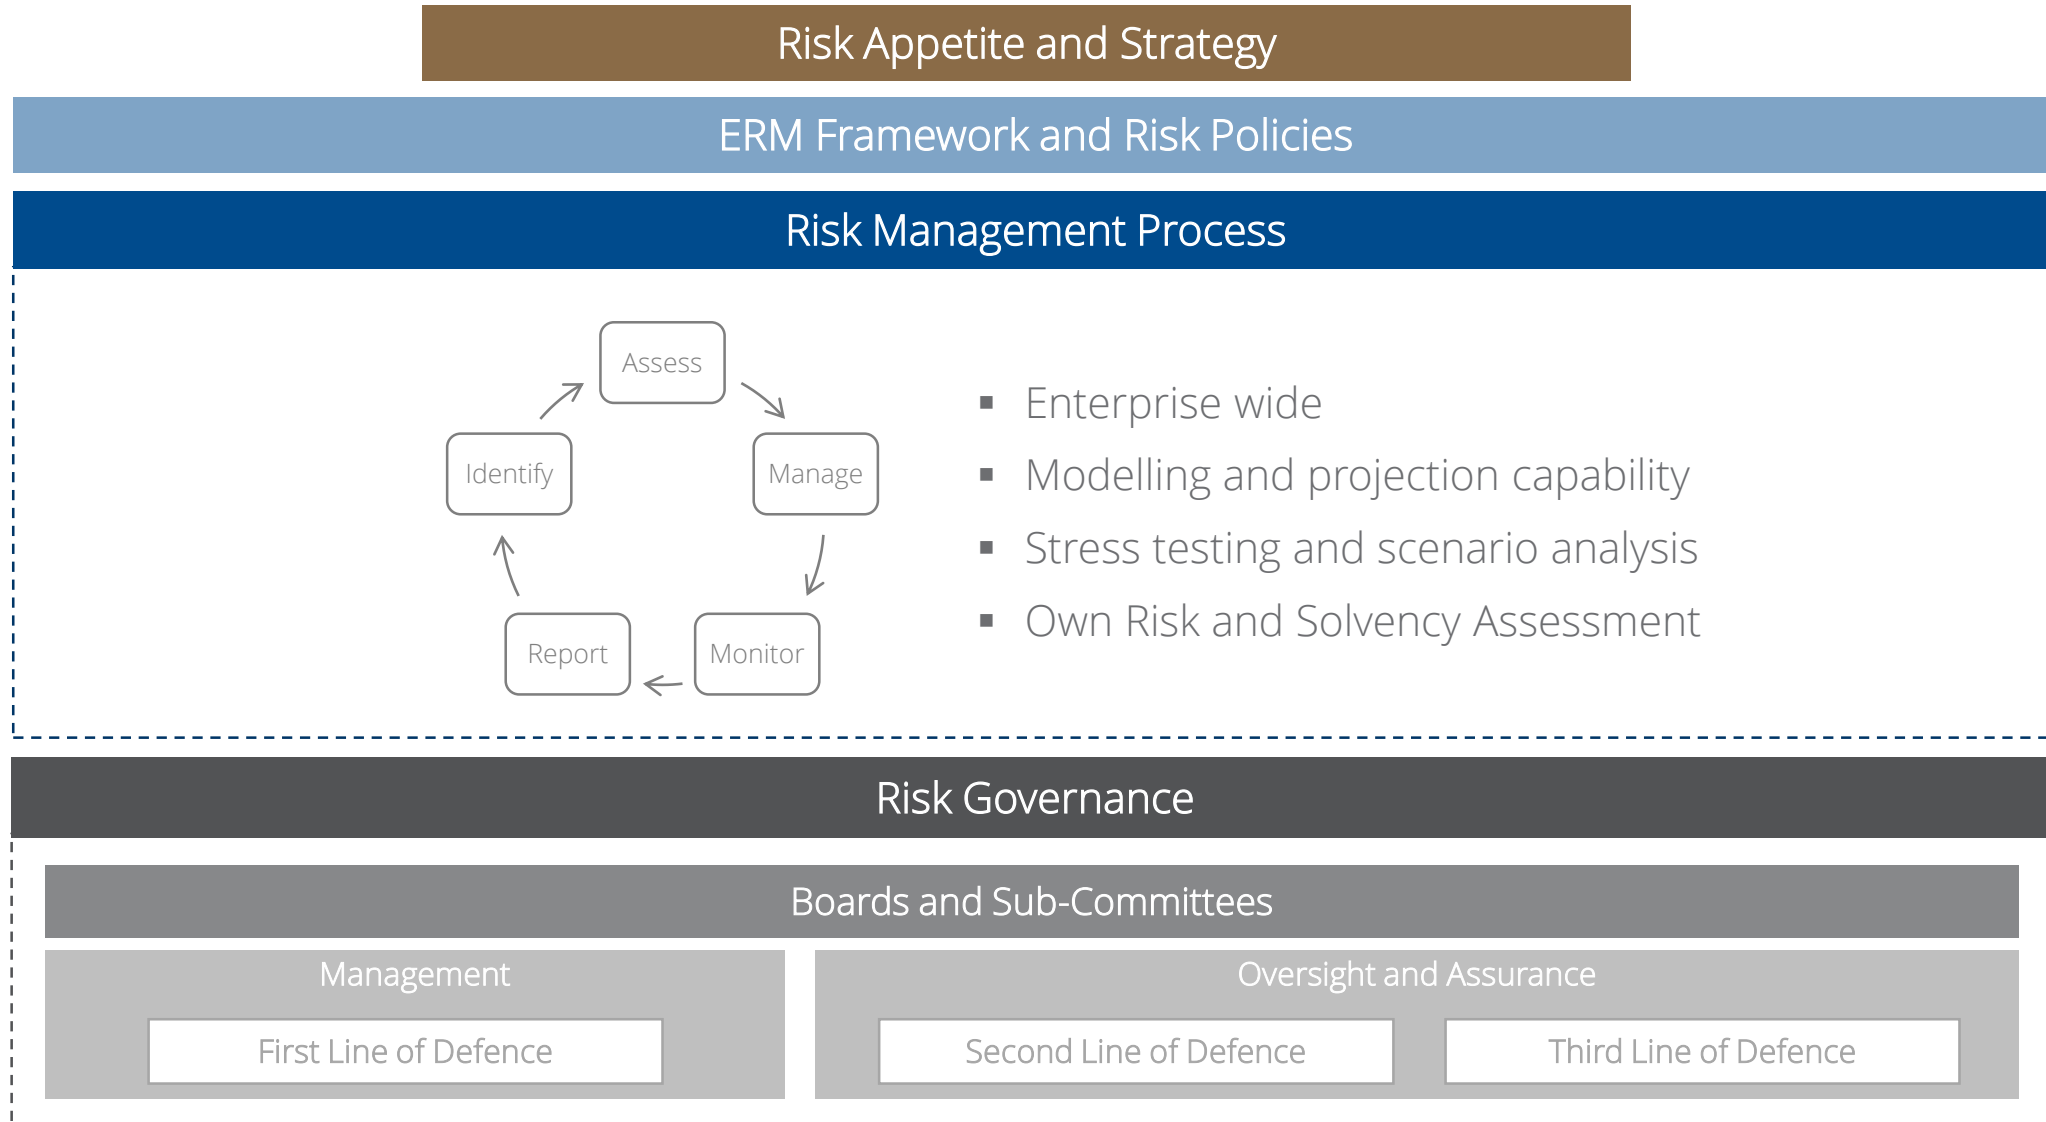 Risk Appetite and Strategy
ERM Framework and Risk Policies
Risk Management Process
Assess
Identify
Manage
Report
Monitor
▪ Enterprise wide
▪ Modelling and projection capability
▪ Stress testing and scenario analysis
▪ Own Risk and Solvency Assessment
Risk Governance
Boards and Sub-Committees
Management
First Line of Defence
Oversight and Assurance
Second Line of Defence
Third Line of Defence